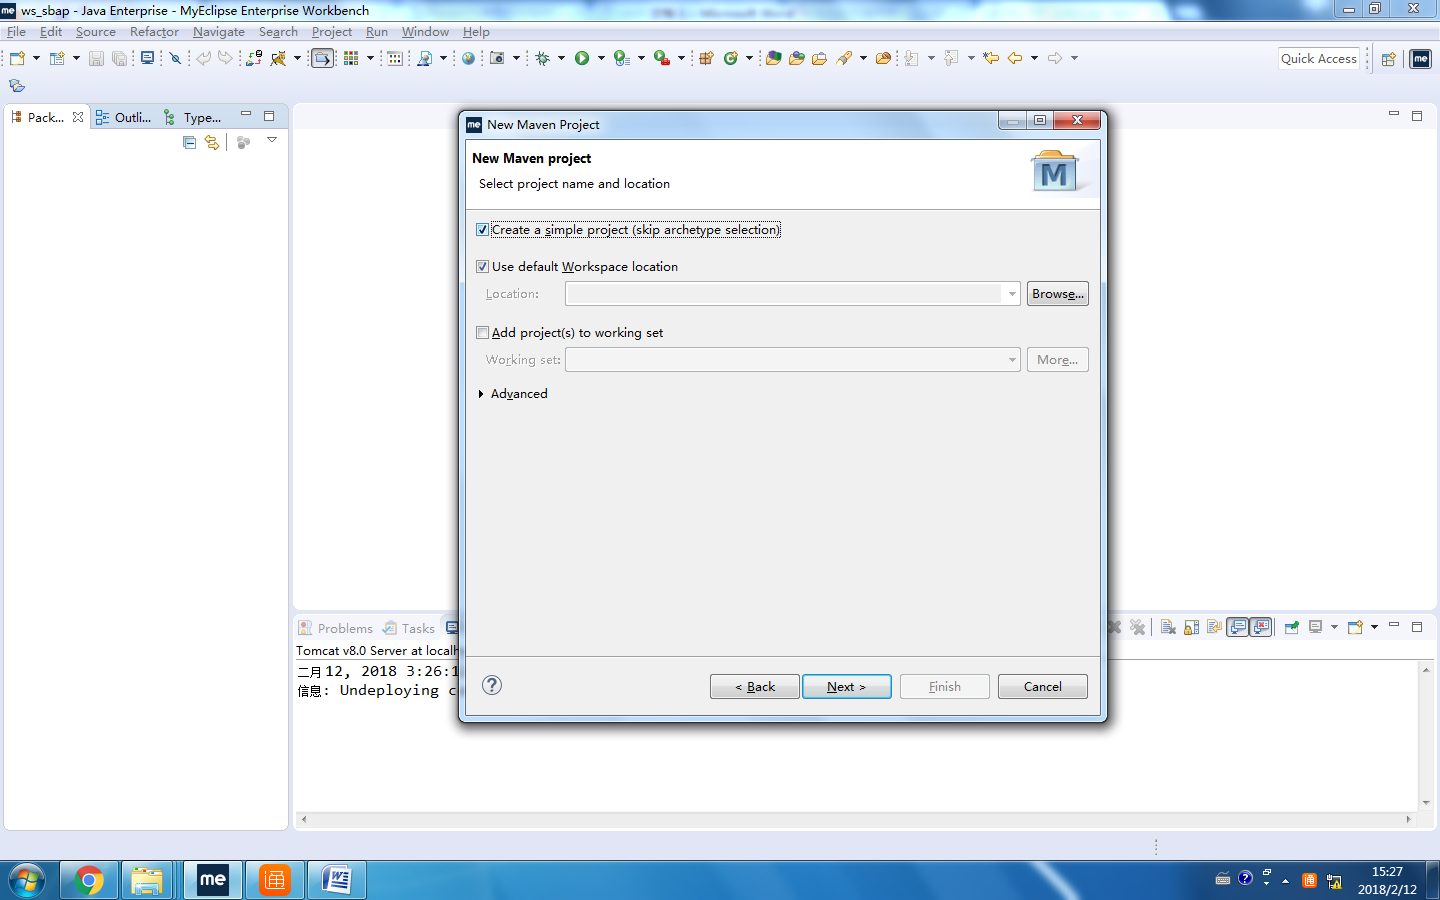 me ws_sbap - Java Enterprise - MyEclipse Enterprise Workbench
File Edit Source Refactor Navigate Search Project Run Window Help
Quick Access
me
Pack... Outli... Type...
me New Maven Project
New Maven project
Select project name and location
M
Create a simple project (skip archetype selection)
Use default Workspace location
Location: Browse...
Add project(s) to working set
Working set: More...
Advanced
Problems Tasks
Tomcat v8.0 Server at localh
二月 12, 2018 3:26:1
信息: Undeploying c
? < Back Next > Finish Cancel
me
15:27
2018/2/12